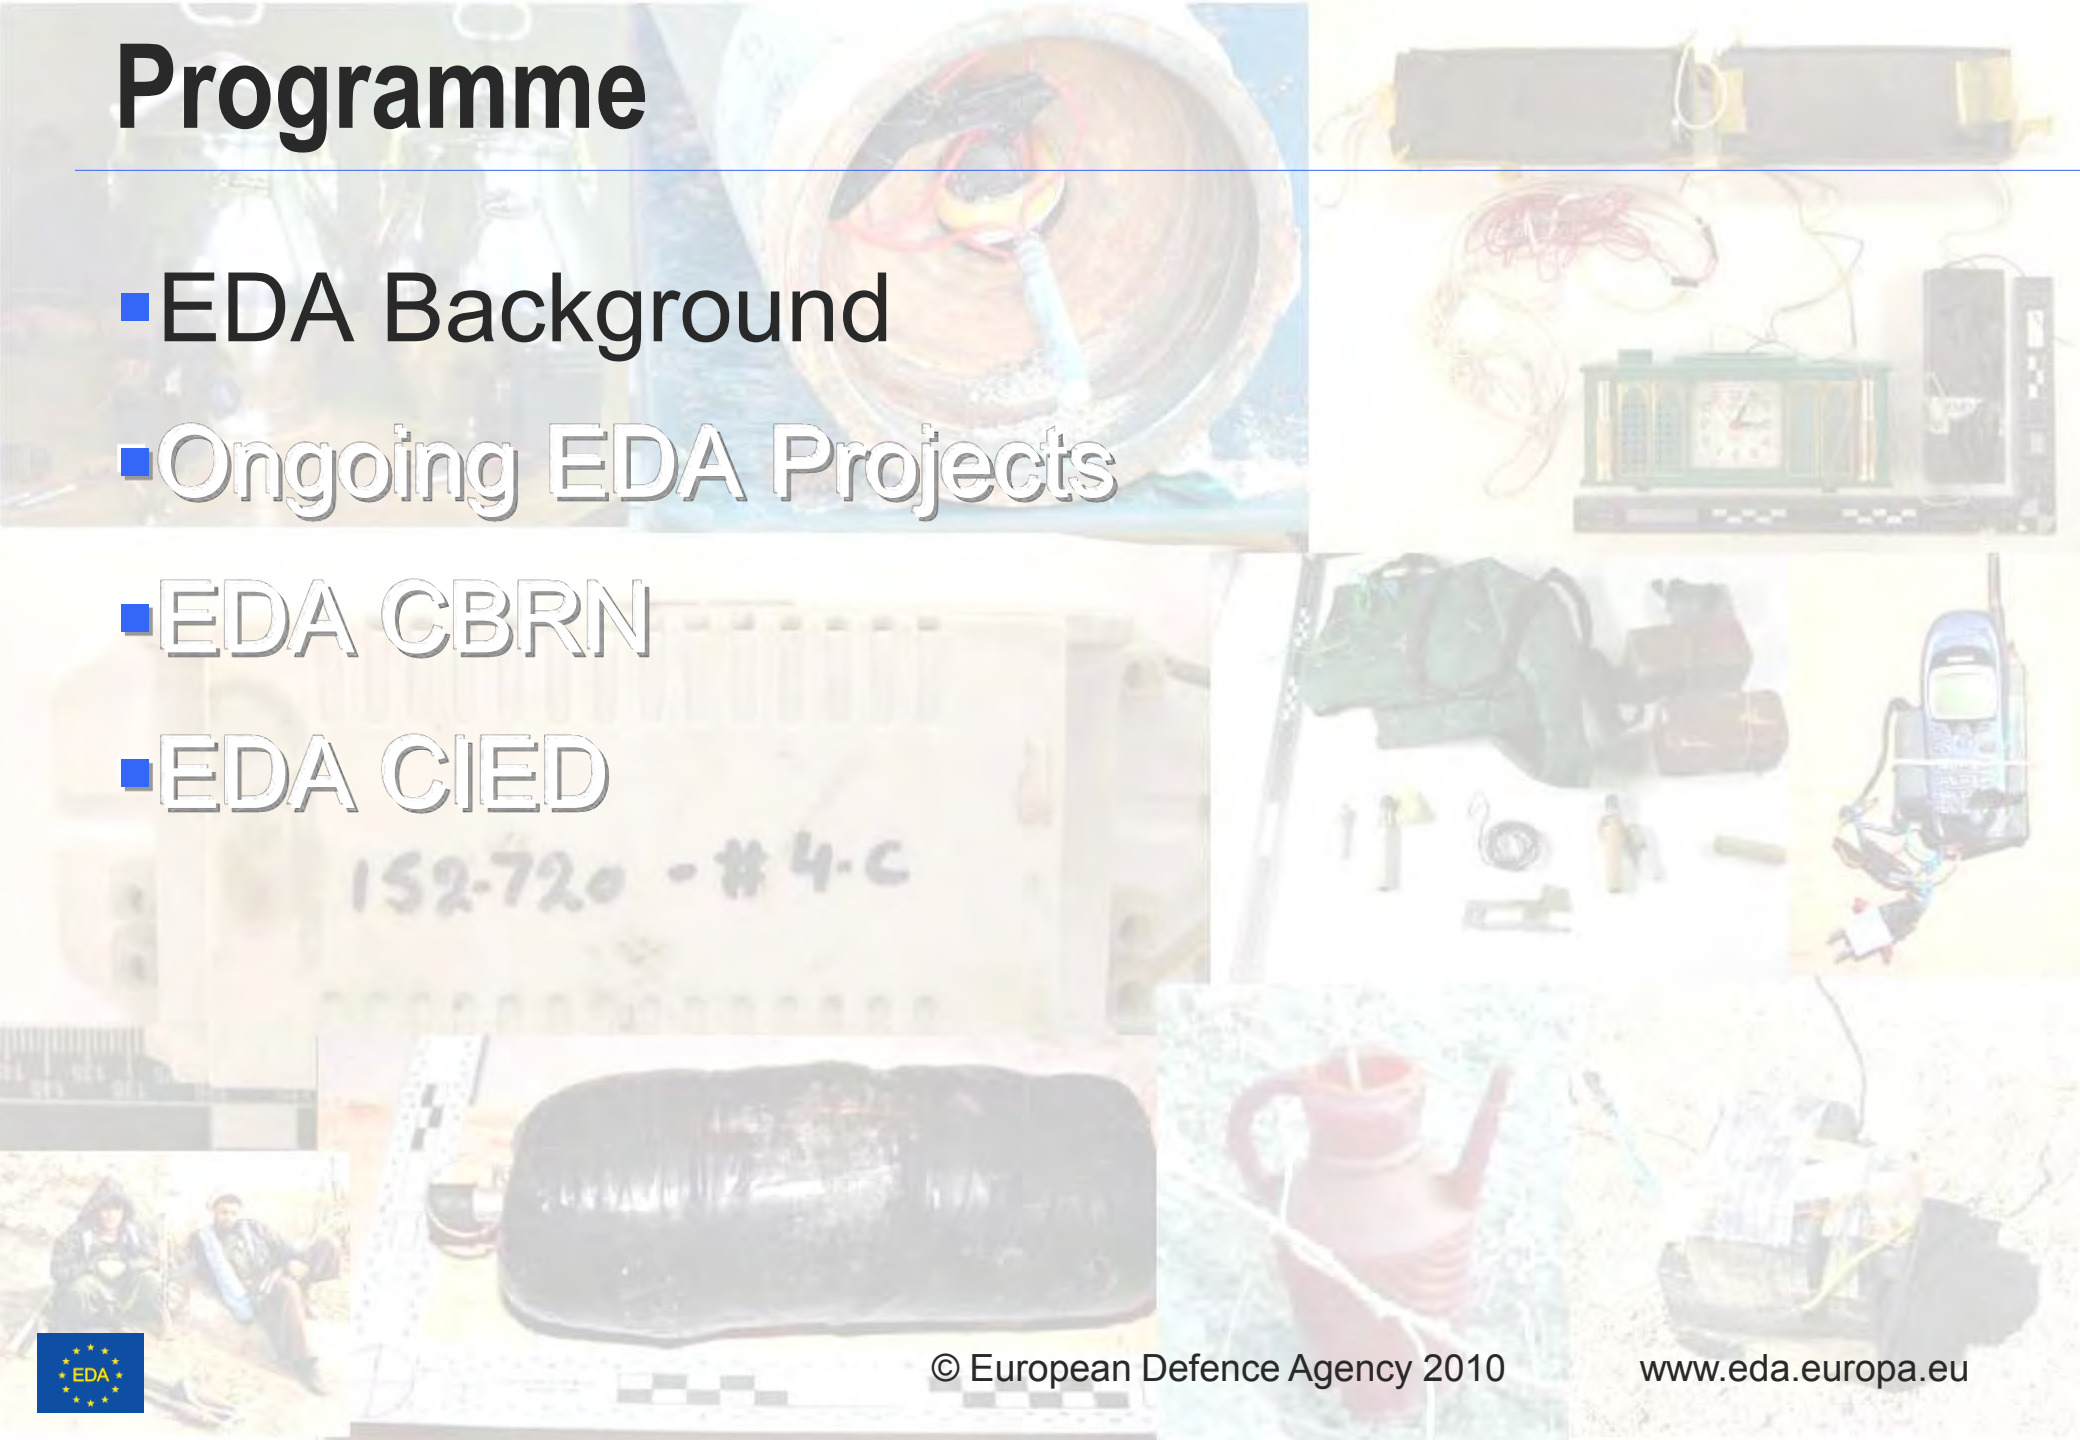 Programme
EDA Background
Ongoing EDA Projects
EDA CBRN
EDA CIED
152-720 - # 4-C
EDA
© European Defence Agency 2010
www.eda.europa.eu